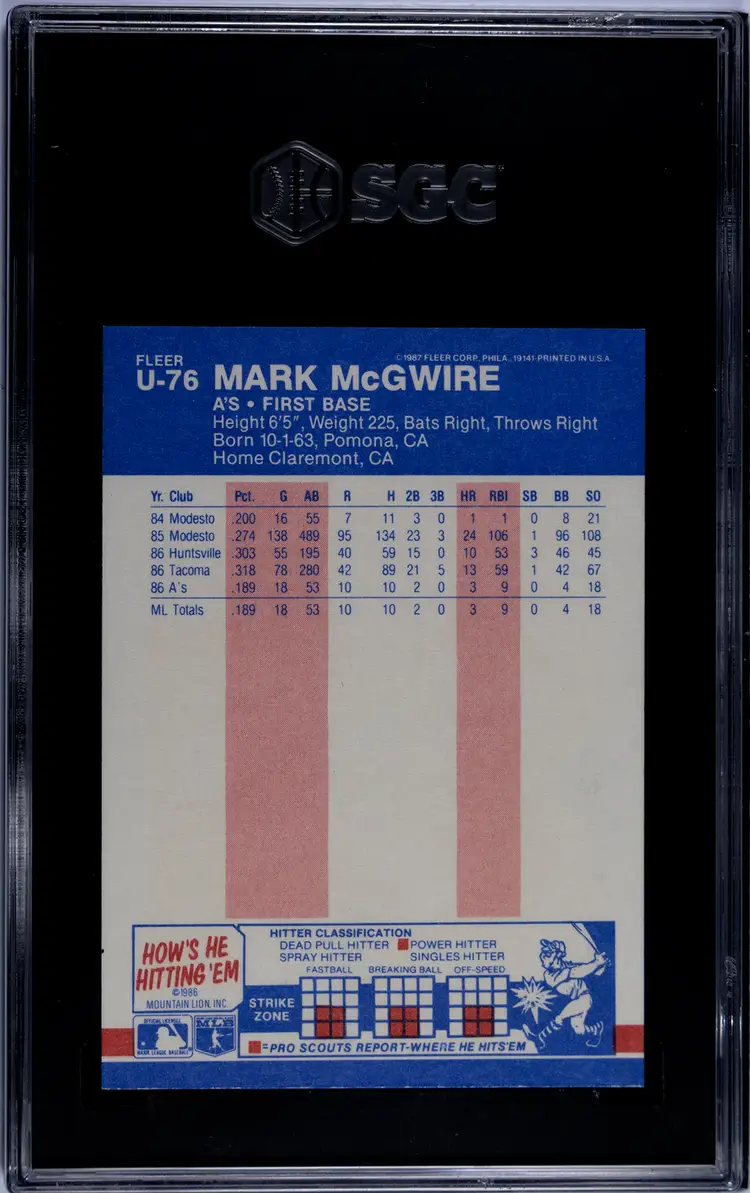 SGC
FLEER
©1987 FLEER CORP., PHILA., 19141-PRINTED IN U.S.A.
U-76 MARK McGWIRE
A'S • FIRST BASE
Height 6'5", Weight 225, Bats Right, Throws Right
Born 10-1-63, Pomona, CA
Home Claremont, CA
Yr. Club Pct. G AB R H 2B 3B HR RBI SB BB SO
84 Modesto .200 16 55 7 11 3 0 1 1 0 8 21
85 Modesto .274 138 489 95 134 23 3 24 106 1 96 108
86 Huntsville .303 55 195 40 59 15 0 10 53 3 46 45
86 Tacoma .318 78 280 42 89 21 5 13 59 1 42 67
86 A's .189 18 53 10 10 2 0 3 9 0 4 18
ML Totals .189 18 53 10 10 2 0 3 9 0 4 18
HOW'S HE
HITTING 'EM
©1986
MOUNTAIN LION, INC.
OFFICIAL LICENSEE
MAJOR LEAGUE BASEBALL
MLB
HITTER CLASSIFICATION
DEAD PULL HITTER POWER HITTER
SPRAY HITTER SINGLES HITTER
FASTBALL BREAKING BALL OFF-SPEED
STRIKE
ZONE
=PRO SCOUTS REPORT-WHERE HE HITS'EM